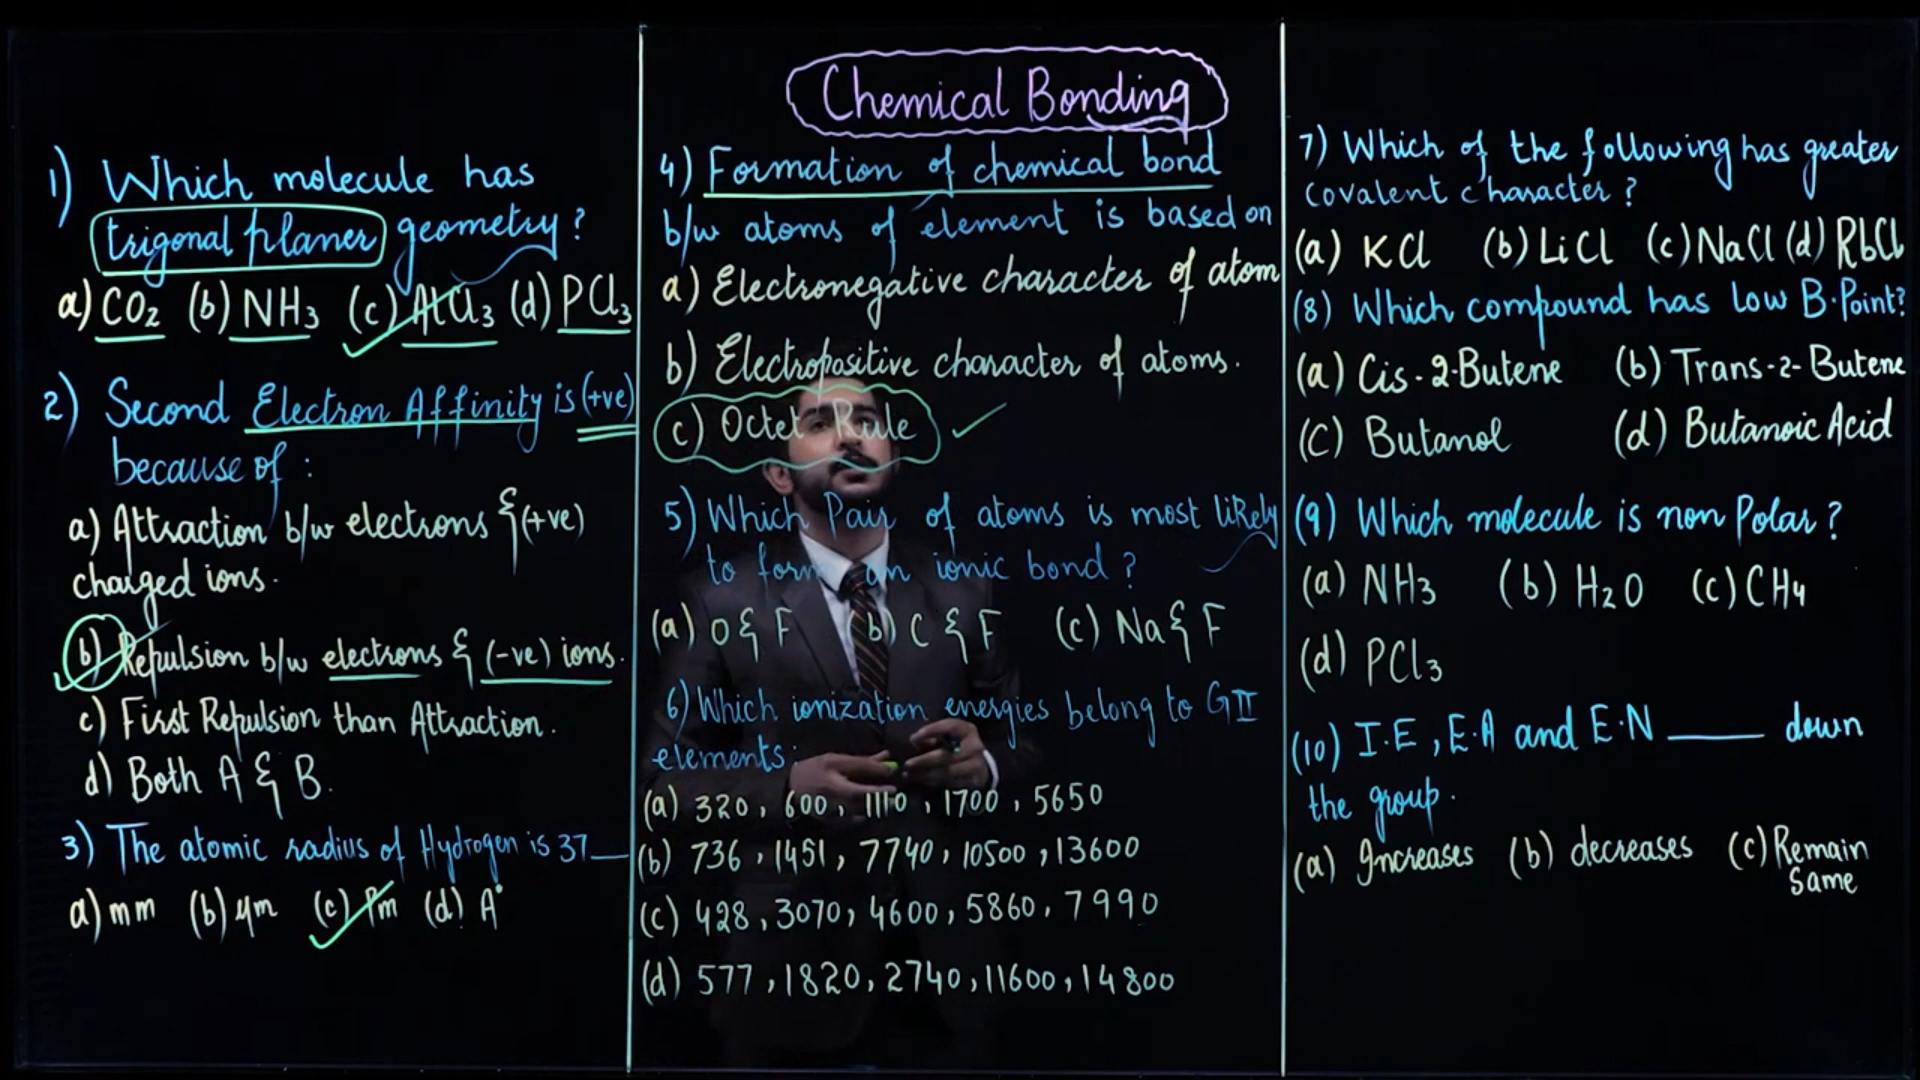 Chemical Bonding
1) Which molecule has
trigonal planer geometry?
a) CO2 (b) NH3 (c) AlCl3 (d) PCl3
2) Second Electron Affinity is (+ve)
because of :
a) Attraction b/w electrons & (+ve)
charged ions.
b) Repulsion b/w electrons & (-ve) ions.
c) First Repulsion than Attraction.
d) Both A & B.
3) The atomic radius of Hydrogen is 37__
a) mm (b) μm (c) Pm (d) A°
4) Formation of chemical bond
b/w atoms of element is based on
a) Electronegative character of atom
b) Electropositive character of atoms.
c) Octet Rule
5) Which Pair of atoms is most likely
to form an ionic bond?
(a) O & F (b) C & F (c) Na & F
6) Which ionization energies belong to G II
elements:
(a) 320, 600, 1110, 1700, 5650
(b) 736, 1451, 7740, 10500, 13600
(c) 428, 3070, 4600, 5860, 7990
(d) 577, 1820, 2740, 11600, 14800
7) Which of the following has greater
covalent character?
(a) KCl (b) LiCl (c) NaCl (d) RbCl
(8) Which compound has low B.Point?
(a) Cis-2-Butene (b) Trans-2-Butene
(C) Butanol (d) Butanoic Acid
(9) Which molecule is non Polar?
(a) NH3 (b) H2O (c) CH4
(d) PCl3
(10) I.E, E.A and E.N ____ down
the group.
(a) Increases (b) decreases (c) Remain
Same